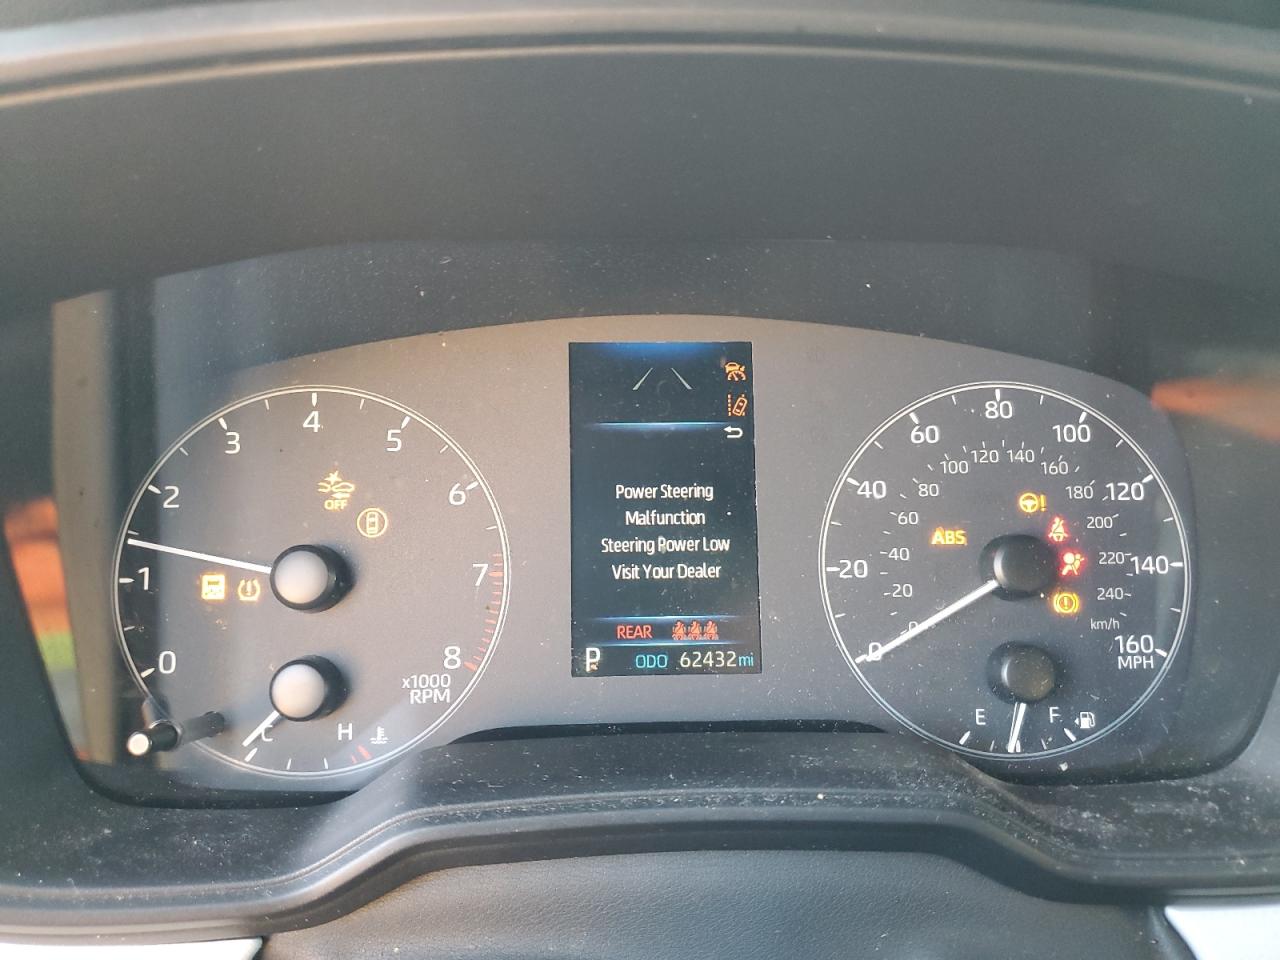 0
1
2
3
4
5
6
7
8
x1000
RPM
OFF
C
H
Power Steering
Malfunction
Steering Power Low
Visit Your Dealer
REAR
P
ODO 62432 mi
0
20
40
60
80
100
120
140
160
MPH
0
20
40
60
80
100
120
140
160
180
200
220
240
km/h
ABS
!
E
F